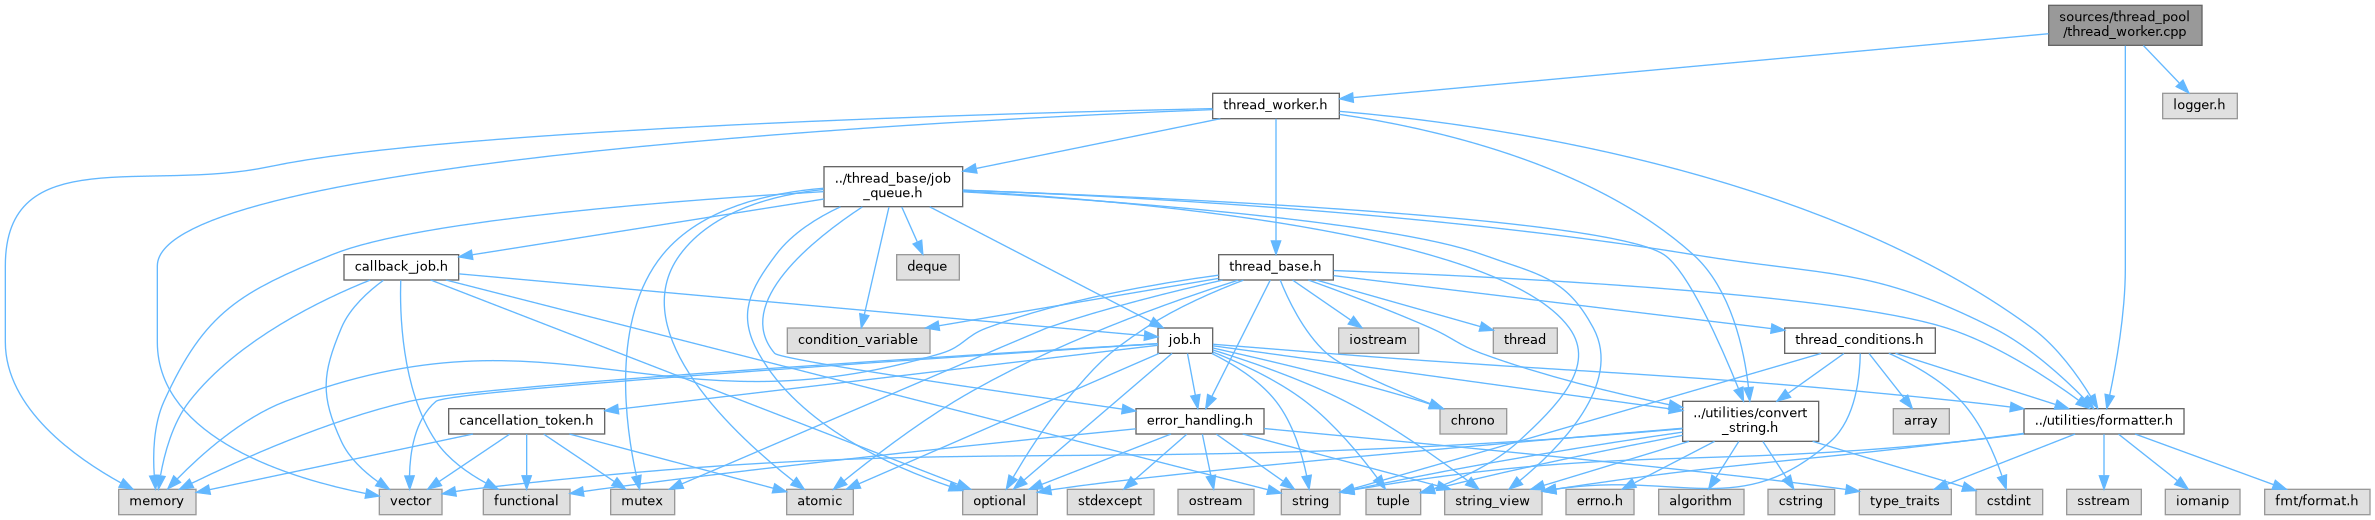 sources/thread_pool
/thread_worker.cpp
thread_worker.h
logger.h
../thread_base/job
_queue.h
callback_job.h
deque
thread_base.h
condition_variable
job.h
iostream
thread
thread_conditions.h
cancellation_token.h
error_handling.h
chrono
../utilities/convert
_string.h
array
../utilities/formatter.h
memory
vector
functional
mutex
atomic
optional
stdexcept
ostream
string
tuple
string_view
errno.h
algorithm
cstring
type_traits
cstdint
sstream
iomanip
fmt/format.h